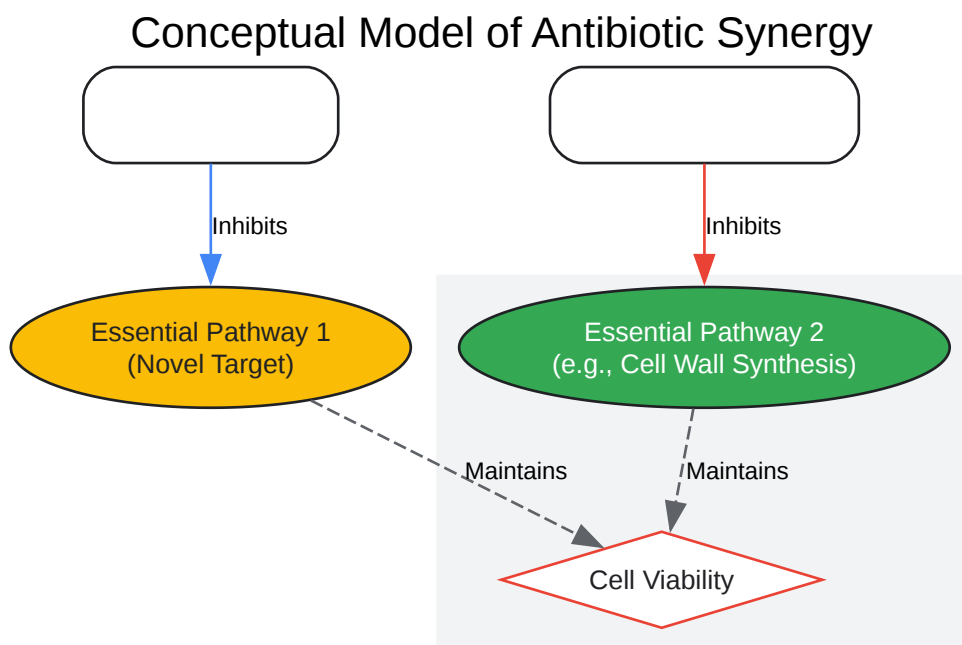 Conceptual Model of Antibiotic Synergy
Inhibits
Inhibits
Essential Pathway 1
(Novel Target)
Essential Pathway 2
(e.g., Cell Wall Synthesis)
Maintains
Maintains
Cell Viability